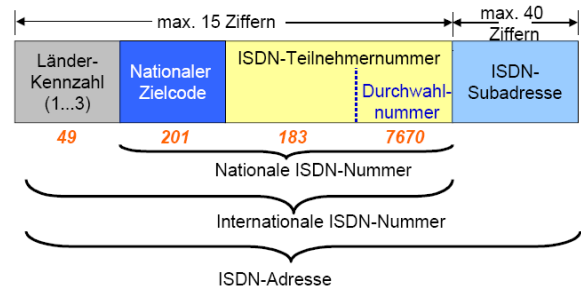 max. 15 Ziffern
max. 40
Ziffern
Länder-
Kennzahl
(1...3)
Nationaler
Zielcode
ISDN-Teilnehmernummer
Durchwahl-
nummer
ISDN-
Subadresse
49
201
183
7670
Nationale ISDN-Nummer
Internationale ISDN-Nummer
ISDN-Adresse